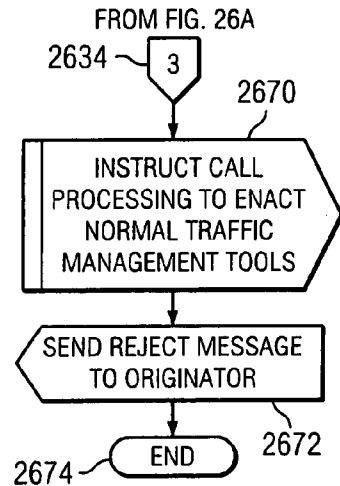 FROM FIG. 26A
2634
3
2670
INSTRUCT CALL
PROCESSING TO ENACT
NORMAL TRAFFIC
MANAGEMENT TOOLS
SEND REJECT MESSAGE
TO ORIGINATOR
2672
2674
END